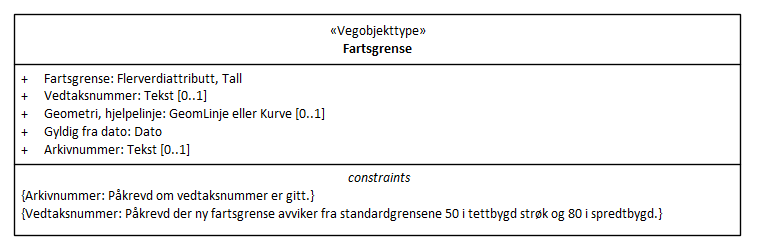 «Vegobjekttype»
Fartsgrense
+ Fartsgrense: Flerverdiattributt, Tall
+ Vedtaksnummer: Tekst [0..1]
+ Geometri, hjelpelinje: GeomLinje eller Kurve [0..1]
+ Gyldig fra dato: Dato
+ Arkivnummer: Tekst [0..1]
constraints
{Arkivnummer: Påkrevd om vedtaksnummer er gitt.}
{Vedtaksnummer: Påkrevd der ny fartsgrense avviker fra standardgrensene 50 i tettbygd strøk og 80 i spredtbygd.}